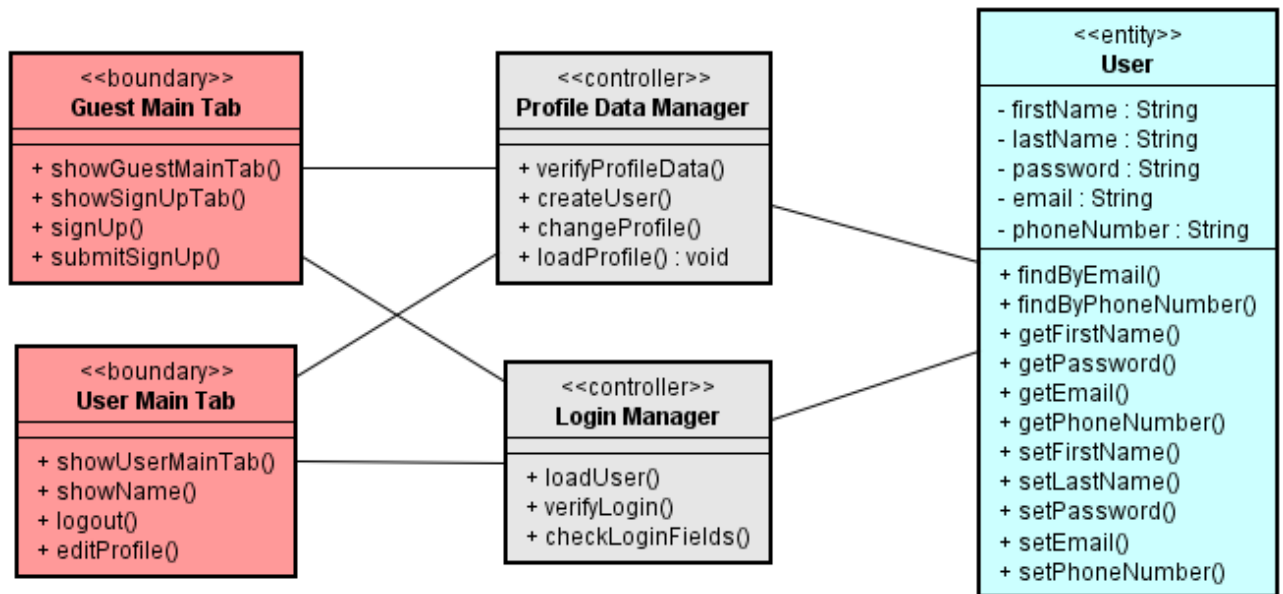 <<boundary>>
Guest Main Tab
+ showGuestMainTab()
+ showSignUpTab()
+ signUp()
+ submitSignUp()
<<boundary>>
User Main Tab
+ showUserMainTab()
+ showName()
+ logout()
+ editProfile()
<<controller>>
Profile Data Manager
+ verifyProfileData()
+ createUser()
+ changeProfile()
+ loadProfile() : void
<<controller>>
Login Manager
+ loadUser()
+ verifyLogin()
+ checkLoginFields()
<<entity>>
User
- firstName : String
- lastName : String
- password : String
- email : String
- phoneNumber : String
+ findByEmail()
+ findByPhoneNumber()
+ getFirstName()
+ getPassword()
+ getEmail()
+ getPhoneNumber()
+ setFirstName()
+ setLastName()
+ setPassword()
+ setEmail()
+ setPhoneNumber()